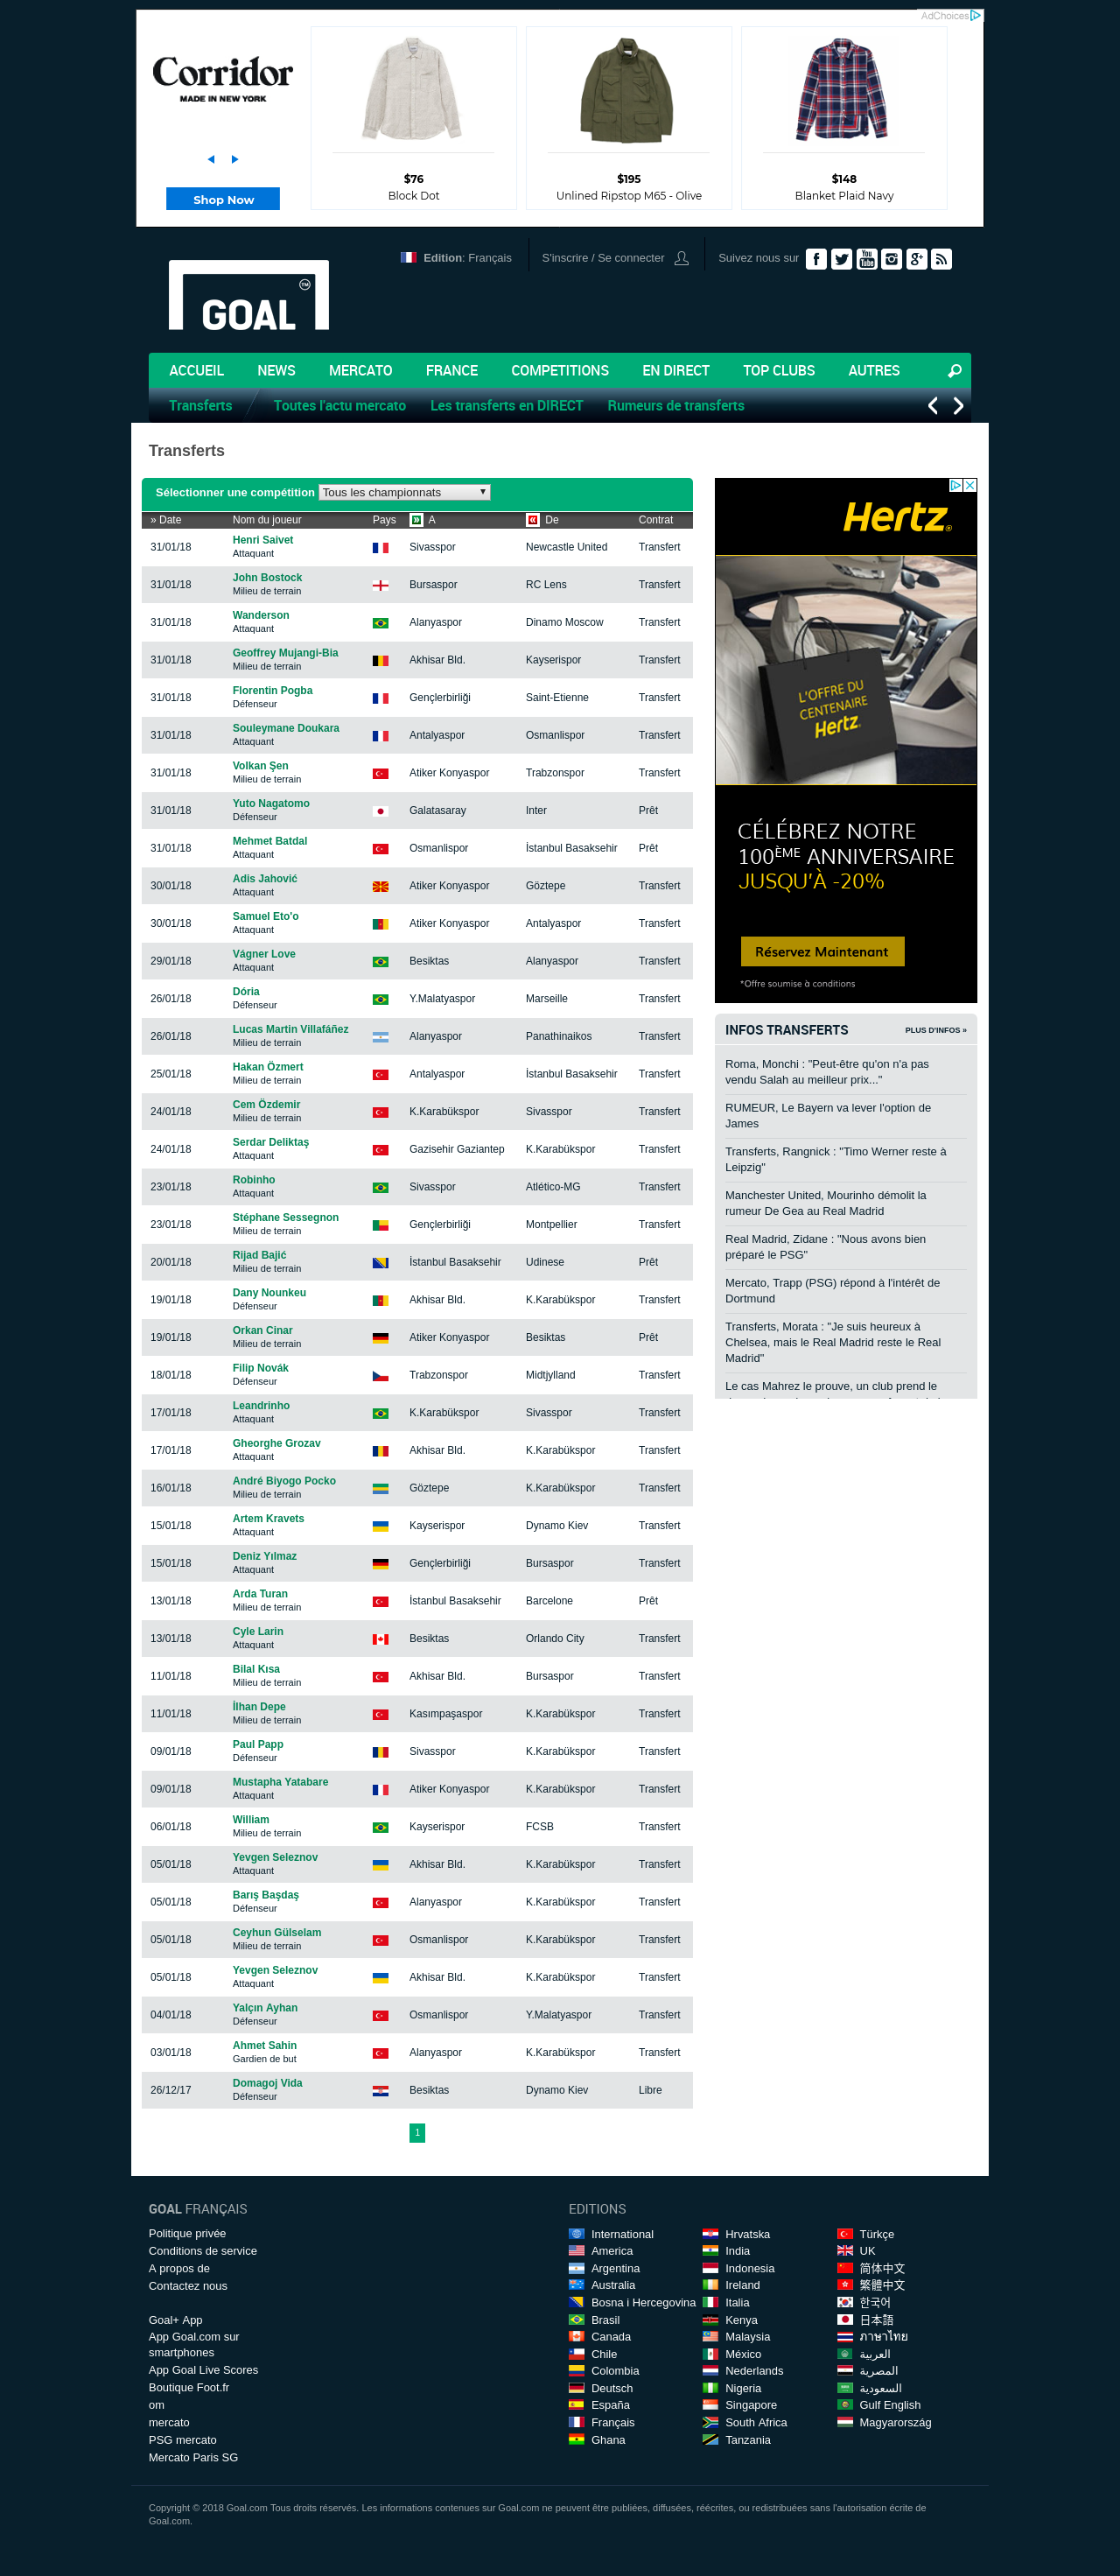 AdChoices
Corridor
MADE IN NEW YORK
Shop Now
$76
Block Dot
$195
Unlined Ripstop M65 - Olive
$148
Blanket Plaid Navy
Edition: Français
S'inscrire / Se connecter
Suivez nous sur
GOAL
ACCUEIL NEWS MERCATO FRANCE COMPETITIONS EN DIRECT TOP CLUBS AUTRES
Transferts Toutes l'actu mercato Les transferts en DIRECT Rumeurs de transferts
Transferts
Sélectionner une compétition Tous les championnats
» Date Nom du joueur Pays A De Contrat
31/01/18 Henri Saivet Attaquant Sivasspor Newcastle United Transfert
31/01/18 John Bostock Milieu de terrain Bursaspor RC Lens Transfert
31/01/18 Wanderson Attaquant Alanyaspor Dinamo Moscow Transfert
31/01/18 Geoffrey Mujangi-Bia Milieu de terrain Akhisar Bld. Kayserispor Transfert
31/01/18 Florentin Pogba Défenseur Gençlerbirliği Saint-Etienne Transfert
31/01/18 Souleymane Doukara Attaquant Antalyaspor Osmanlispor Transfert
31/01/18 Volkan Şen Milieu de terrain Atiker Konyaspor Trabzonspor Transfert
31/01/18 Yuto Nagatomo Défenseur Galatasaray Inter Prêt
31/01/18 Mehmet Batdal Attaquant Osmanlispor İstanbul Basaksehir Prêt
30/01/18 Adis Jahović Attaquant Atiker Konyaspor Göztepe Transfert
30/01/18 Samuel Eto'o Attaquant Atiker Konyaspor Antalyaspor Transfert
29/01/18 Vágner Love Attaquant Besiktas Alanyaspor Transfert
26/01/18 Dória Défenseur Y.Malatyaspor Marseille Transfert
26/01/18 Lucas Martin Villafáñez Milieu de terrain Alanyaspor Panathinaikos Transfert
25/01/18 Hakan Özmert Milieu de terrain Antalyaspor İstanbul Basaksehir Transfert
24/01/18 Cem Özdemir Milieu de terrain K.Karabükspor Sivasspor Transfert
24/01/18 Serdar Deliktaş Attaquant Gazisehir Gaziantep K.Karabükspor Transfert
23/01/18 Robinho Attaquant Sivasspor Atlético-MG Transfert
23/01/18 Stéphane Sessegnon Milieu de terrain Gençlerbirliği Montpellier Transfert
20/01/18 Rijad Bajić Milieu de terrain İstanbul Basaksehir Udinese Prêt
19/01/18 Dany Nounkeu Défenseur Akhisar Bld. K.Karabükspor Transfert
19/01/18 Orkan Cinar Milieu de terrain Atiker Konyaspor Besiktas Prêt
18/01/18 Filip Novák Défenseur Trabzonspor Midtjylland Transfert
17/01/18 Leandrinho Attaquant K.Karabükspor Sivasspor Transfert
17/01/18 Gheorghe Grozav Attaquant Akhisar Bld. K.Karabükspor Transfert
16/01/18 André Biyogo Pocko Milieu de terrain Göztepe K.Karabükspor Transfert
15/01/18 Artem Kravets Attaquant Kayserispor Dynamo Kiev Transfert
15/01/18 Deniz Yılmaz Attaquant Gençlerbirliği Bursaspor Transfert
13/01/18 Arda Turan Milieu de terrain İstanbul Basaksehir Barcelone Prêt
13/01/18 Cyle Larin Attaquant Besiktas Orlando City Transfert
11/01/18 Bilal Kısa Milieu de terrain Akhisar Bld. Bursaspor Transfert
11/01/18 İlhan Depe Milieu de terrain Kasımpaşaspor K.Karabükspor Transfert
09/01/18 Paul Papp Défenseur Sivasspor K.Karabükspor Transfert
09/01/18 Mustapha Yatabare Attaquant Atiker Konyaspor K.Karabükspor Transfert
06/01/18 William Milieu de terrain Kayserispor FCSB Transfert
05/01/18 Yevgen Seleznov Attaquant Akhisar Bld. K.Karabükspor Transfert
05/01/18 Barış Başdaş Défenseur Alanyaspor K.Karabükspor Transfert
05/01/18 Ceyhun Gülselam Milieu de terrain Osmanlispor K.Karabükspor Transfert
05/01/18 Yevgen Seleznov Attaquant Akhisar Bld. K.Karabükspor Transfert
04/01/18 Yalçın Ayhan Défenseur Osmanlispor Y.Malatyaspor Transfert
03/01/18 Ahmet Sahin Gardien de but Alanyaspor K.Karabükspor Transfert
26/12/17 Domagoj Vida Défenseur Besiktas Dynamo Kiev Libre
1
Hertz.
L'OFFRE DU
CENTENAIRE
Hertz.
CÉLÉBREZ NOTRE
100ÈME ANNIVERSAIRE
JUSQU'À -20%
Réservez Maintenant
*Offre soumise à conditions
INFOS TRANSFERTS PLUS D'INFOS »
Roma, Monchi : "Peut-être qu'on n'a pas
vendu Salah au meilleur prix..."
RUMEUR, Le Bayern va lever l'option de
James
Transferts, Rangnick : "Timo Werner reste à
Leipzig"
Manchester United, Mourinho démolit la
rumeur De Gea au Real Madrid
Real Madrid, Zidane : "Nous avons bien
préparé le PSG"
Mercato, Trapp (PSG) répond à l'intérêt de
Dortmund
Transferts, Morata : "Je suis heureux à
Chelsea, mais le Real Madrid reste le Real
Madrid"
Le cas Mahrez le prouve, un club prend le
GOAL FRANÇAIS
Politique privée
Conditions de service
A propos de
Contactez nous
Goal+ App
App Goal.com sur
smartphones
App Goal Live Scores
Boutique Foot.fr
om
mercato
PSG mercato
Mercato Paris SG
EDITIONS
International Hrvatska Türkçe
America India UK
Argentina Indonesia 简体中文
Australia Ireland 繁體中文
Bosna i Hercegovina Italia 한국어
Brasil Kenya 日本語
Canada Malaysia ภาษาไทย
Chile México العربية
Colombia Nederlands المصرية
Deutsch Nigeria السعودية
España Singapore Gulf English
Français South Africa Magyarország
Ghana Tanzania
Copyright © 2018 Goal.com Tous droits réservés. Les informations contenues sur Goal.com ne peuvent être publiées, diffusées, réécrites, ou redistribuées sans l'autorisation écrite de
Goal.com.